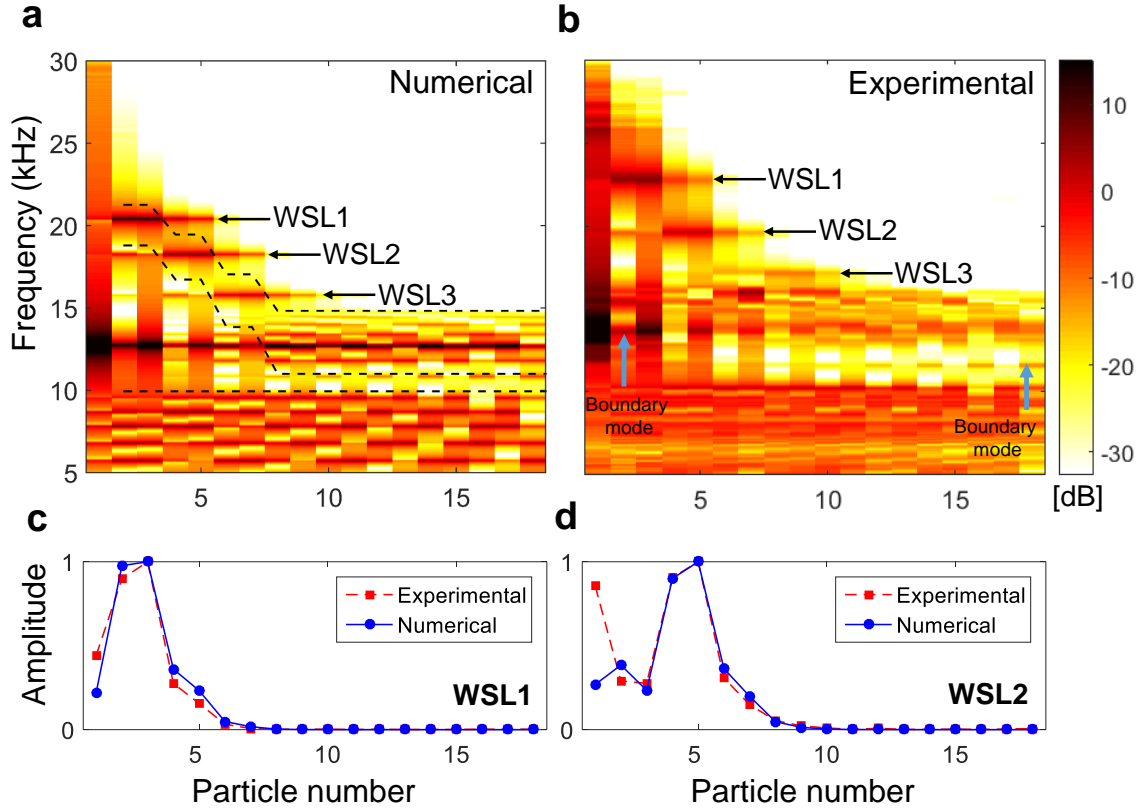 a
b
Numerical
Experimental
Frequency (kHz)
30
25
20
15
10
5
WSL1
WSL2
WSL3
5
10
15
WSL1
WSL2
WSL3
Boundary
mode
Boundary
mode
5
10
15
10
0
-10
-20
-30
[dB]
c
d
Amplitude
1
0
Experimental
Numerical
WSL1
5
10
15
Particle number
1
0
Experimental
Numerical
WSL2
5
10
15
Particle number